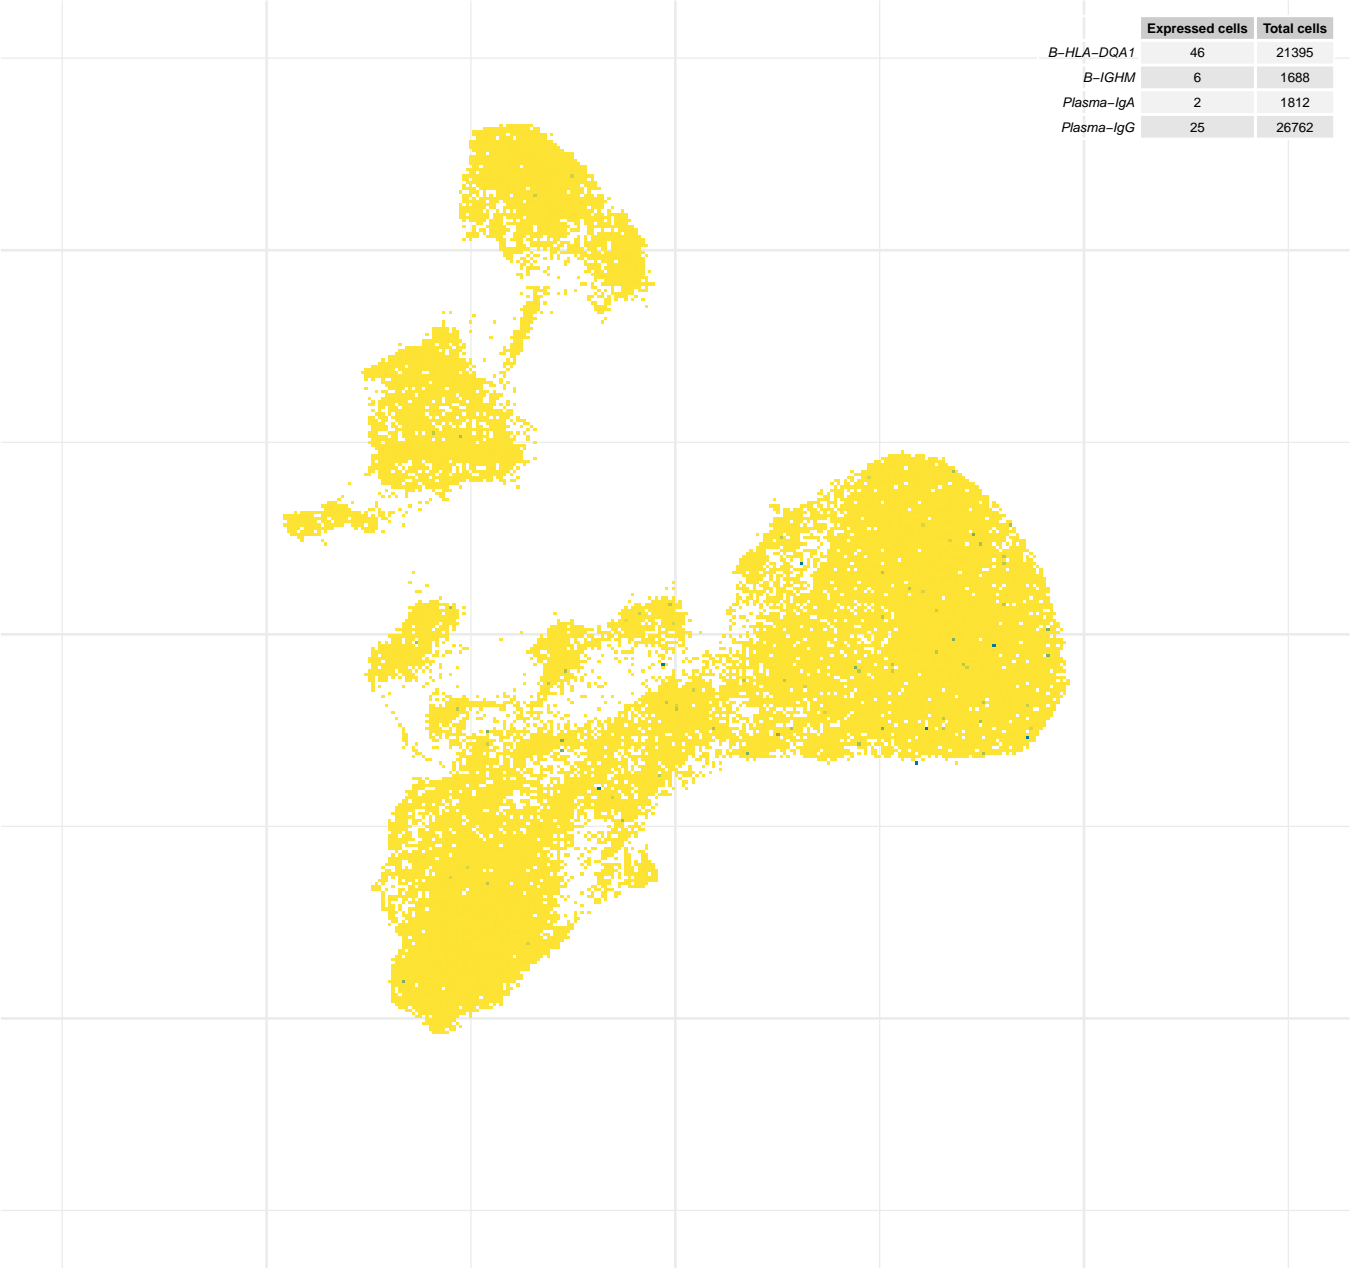 Expressed cells Total cells
B−HLA−DQA1 46 21395
B−IGHM 6 1688
Plasma−IgA 2 1812
Plasma−IgG 25 26762